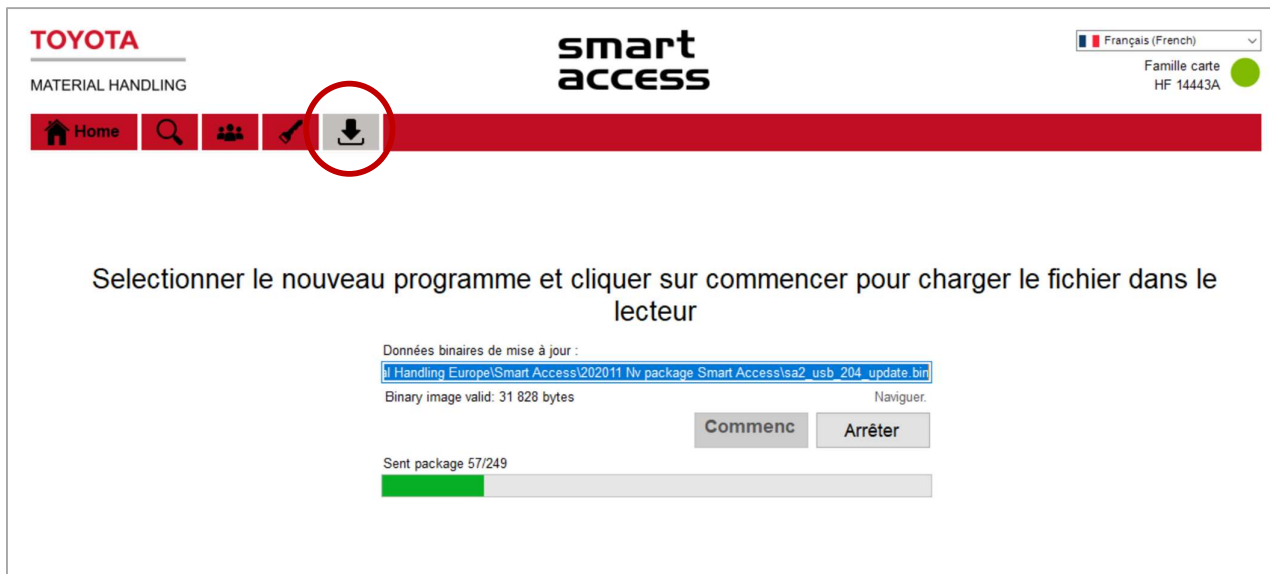 TOYOTA
MATERIAL HANDLING
smart
access
Français (French)
Famille carte
HF 14443A
Home
Selectionner le nouveau programme et cliquer sur commencer pour charger le fichier dans le
lecteur
Données binaires de mise à jour :
al Handling Europe\Smart Access\202011 Nv package Smart Access\sa2_usb_204_update.bin
Binary image valid: 31 828 bytes
Naviguer.
Commenc
Arrêter
Sent package 57/249